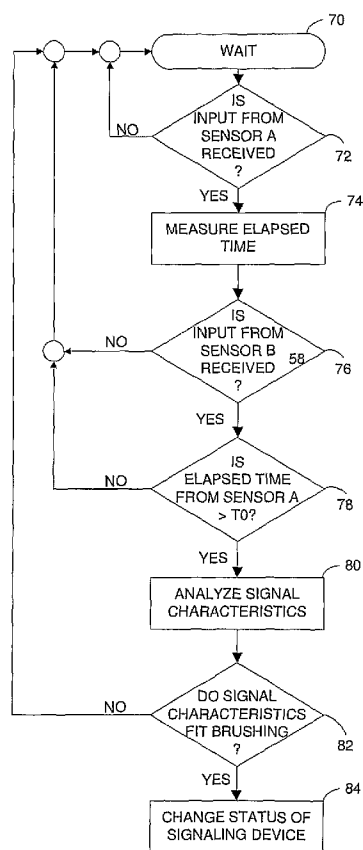 70
WAIT
IS
INPUT FROM
SENSOR A
RECEIVED
?
NO
72
YES
74
MEASURE ELAPSED
TIME
IS
INPUT FROM
SENSOR B
RECEIVED 58
?
NO
76
YES
IS
ELAPSED TIME
FROM SENSOR A
> T0?
NO
78
YES
80
ANALYZE SIGNAL
CHARACTERISTICS
DO SIGNAL
CHARACTERISTICS
FIT BRUSHING
?
NO
82
YES
84
CHANGE STATUS OF
SIGNALING DEVICE